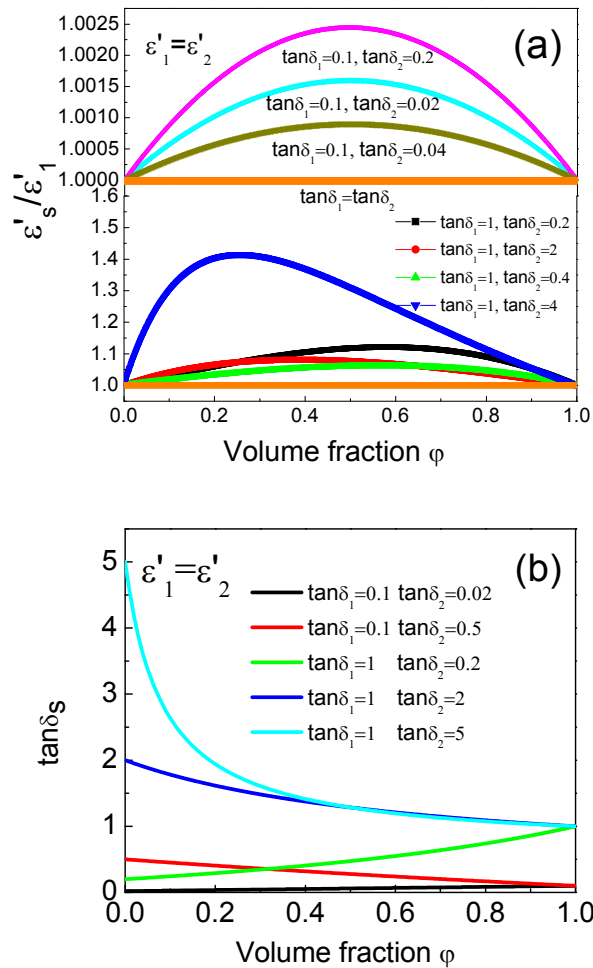 (a)
ε'₁=ε'₂
1.0025
1.0020
1.0015
1.0010
1.0005
1.0000
tanδ₁=0.1, tanδ₂=0.2
tanδ₁=0.1, tanδ₂=0.02
tanδ₁=0.1, tanδ₂=0.04
tanδ₁=tanδ₂
ε'ₛ/ε'₁
1.6
1.5
1.4
1.3
1.2
1.1
1.0
tanδ₁=1, tanδ₂=0.2
tanδ₁=1, tanδ₂=2
tanδ₁=1, tanδ₂=0.4
tanδ₁=1, tanδ₂=4
0.0 0.2 0.4 0.6 0.8 1.0
Volume fraction φ
(b)
ε'₁=ε'₂
5
4
3
2
1
0
tanδ₁=0.1 tanδ₂=0.02
tanδ₁=0.1 tanδ₂=0.5
tanδ₁=1 tanδ₂=0.2
tanδ₁=1 tanδ₂=2
tanδ₁=1 tanδ₂=5
tanδs
0.0 0.2 0.4 0.6 0.8 1.0
Volume fraction φ